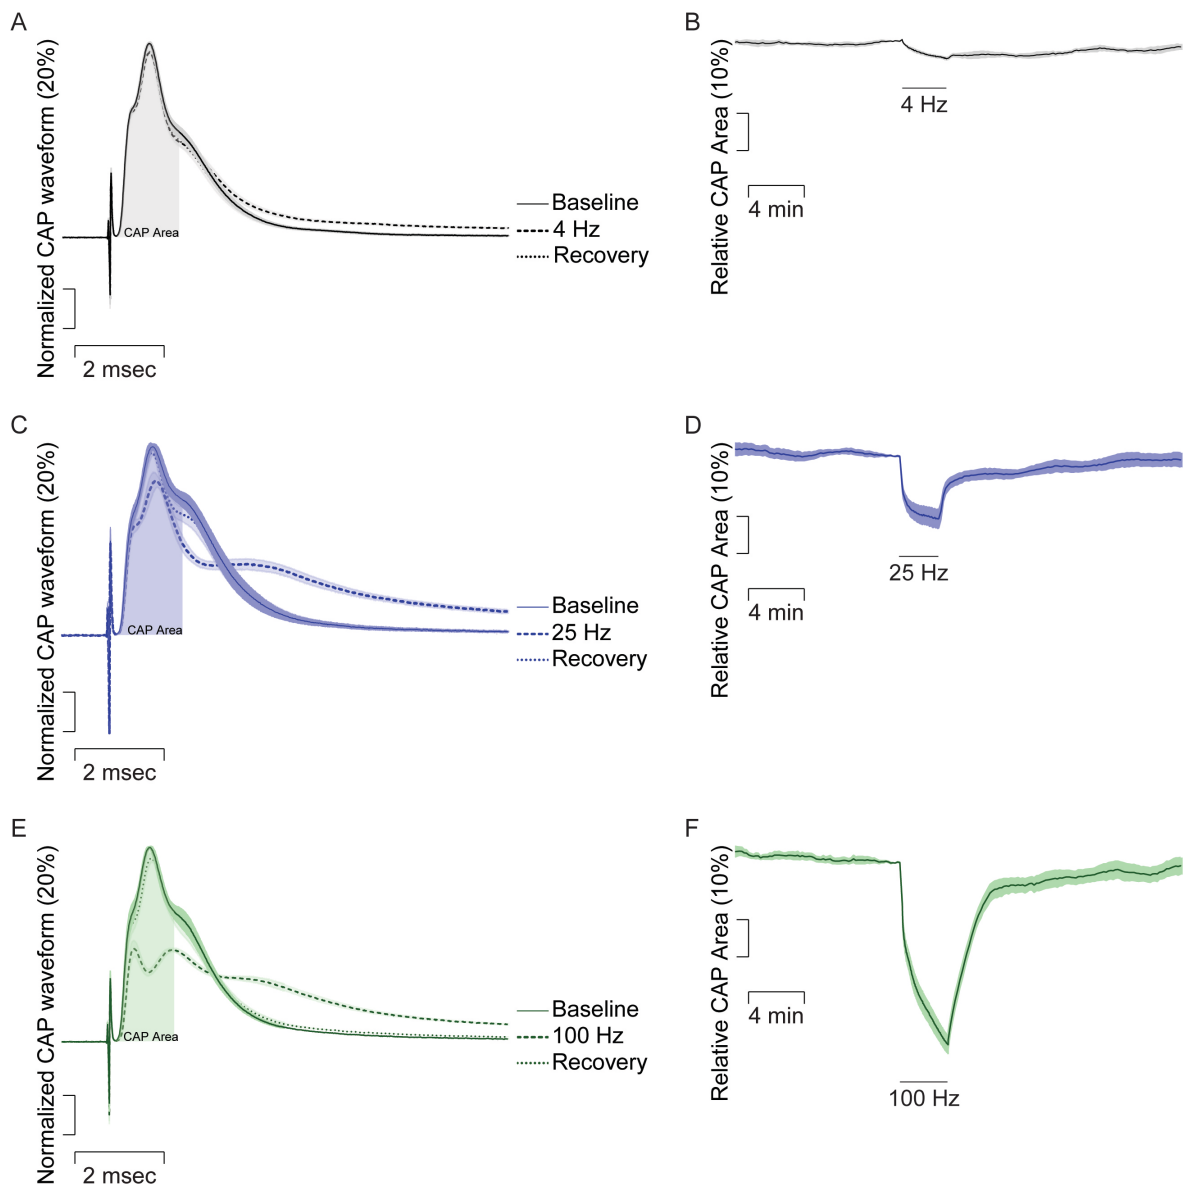 A
Normalized CAP waveform (20%)
CAP Area
2 msec
Baseline
4 Hz
Recovery
B
Relative CAP Area (10%)
4 Hz
4 min
C
Normalized CAP waveform (20%)
CAP Area
2 msec
Baseline
25 Hz
Recovery
D
Relative CAP Area (10%)
25 Hz
4 min
E
Normalized CAP waveform (20%)
CAP Area
2 msec
Baseline
100 Hz
Recovery
F
Relative CAP Area (10%)
4 min
100 Hz